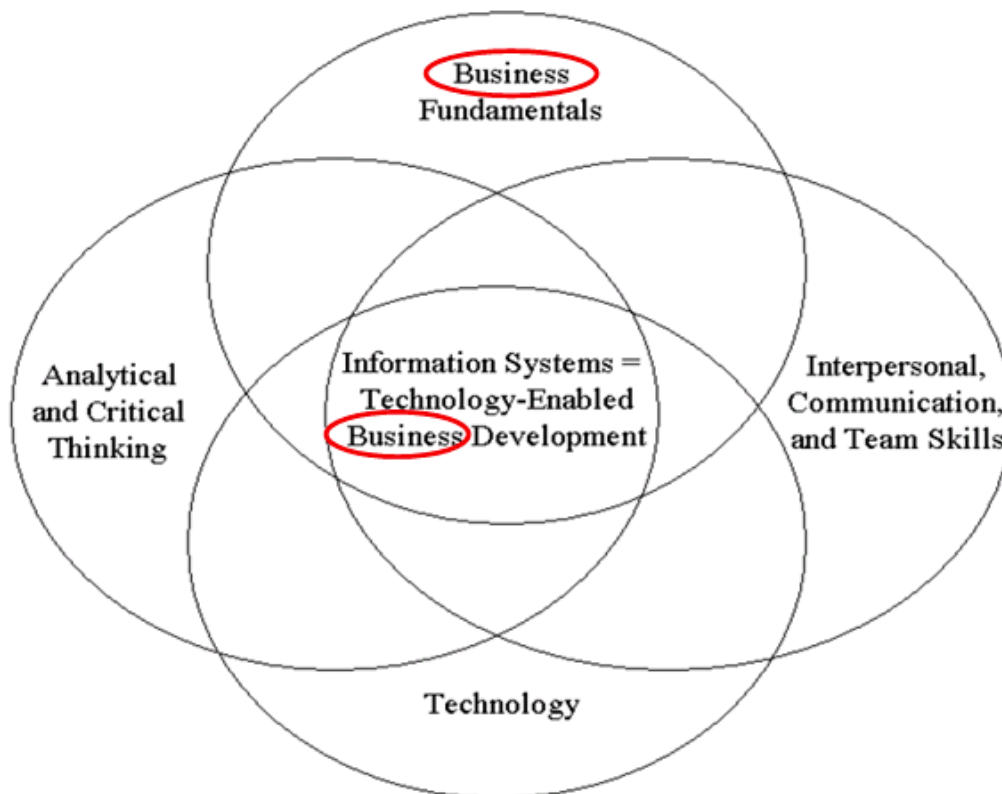 Business
Fundamentals
Analytical
and Critical
Thinking
Information Systems =
Technology-Enabled
Business Development
Interpersonal,
Communication,
and Team Skills
Technology